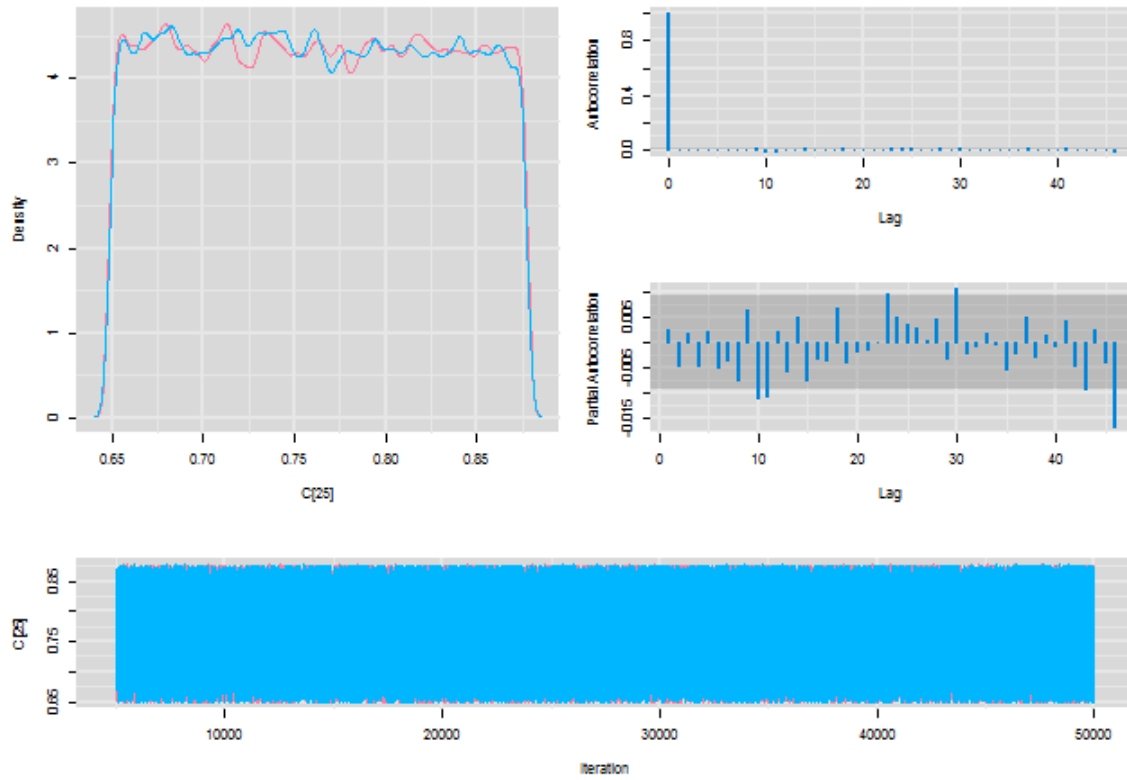 Density
4
3
2
1
0
0.65 0.70 0.75 0.80 0.85
C[25]
Autocorrelation
0.8
0.4
0.0
0 10 20 30 40
Lag
Partial Autocorrelation
0.005
-0.005
-0.015
0 10 20 30 40
Lag
C[25]
0.85
0.75
0.65
10000 20000 30000 40000 50000
Iteration